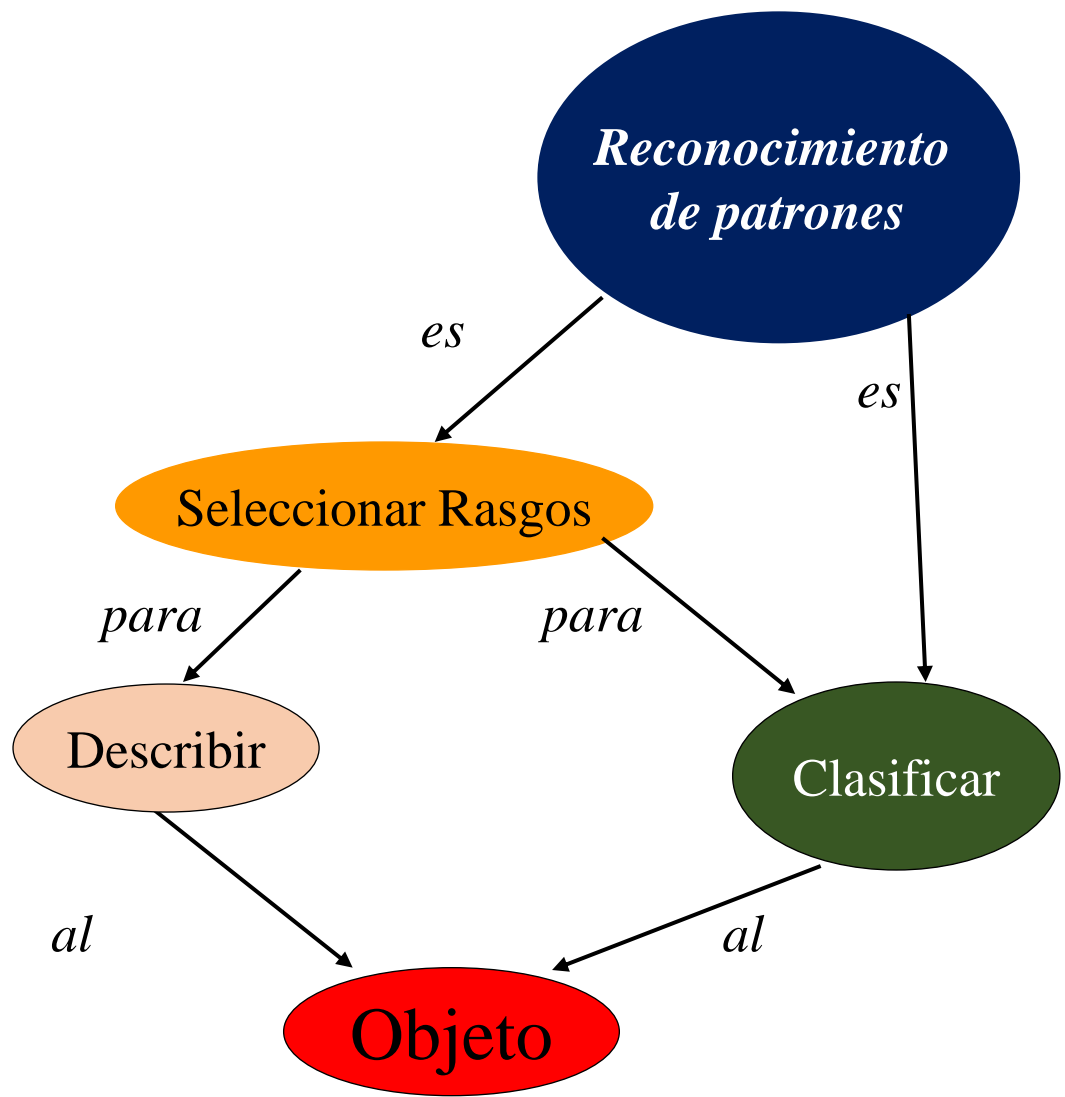 Reconocimiento
de patrones
es
es
Seleccionar Rasgos
para
para
Describir
Clasificar
al
al
Objeto